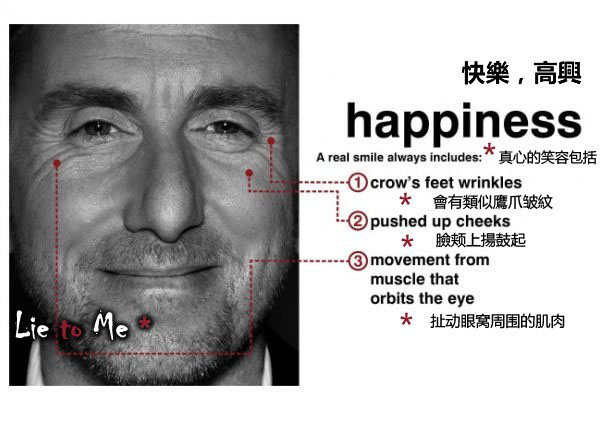 快樂，高興
happiness
A real smile always includes: * 真心的笑容包括
1 crow's feet wrinkles
* 會有類似鷹爪皱紋
2 pushed up cheeks
* 臉颊上揚鼓起
3 movement from
muscle that
orbits the eye
* 扯动眼窝周围的肌肉
Lie to Me *